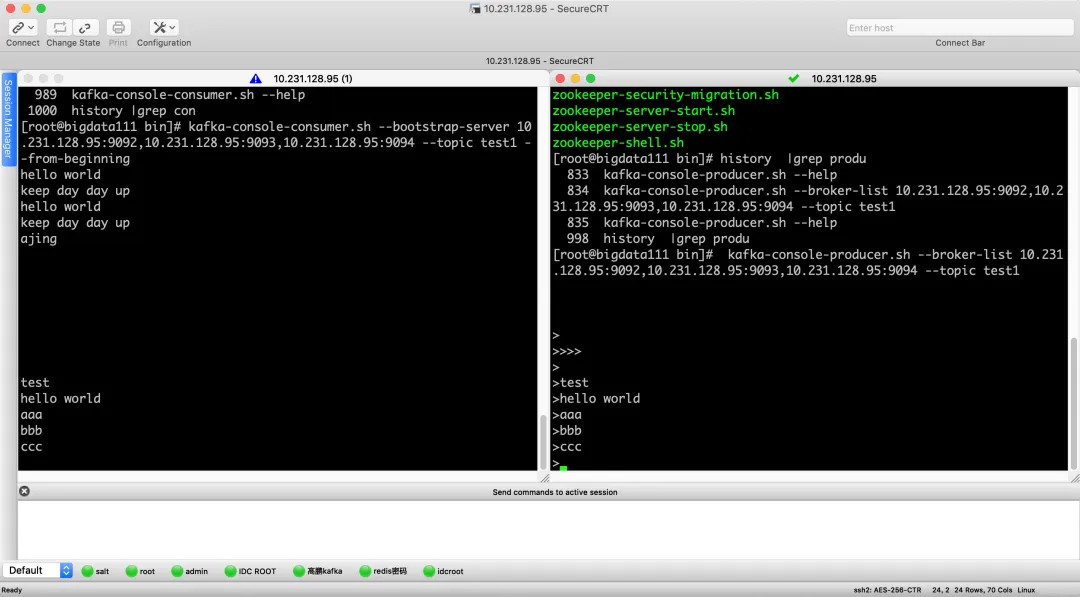 10.231.128.95 - SecureCRT
Connect
Change State
Print
Configuration
Enter host
Connect Bar
10.231.128.95 - SecureCRT
Session Manager
10.231.128.95 (1)
989  kafka-console-consumer.sh --help
1000  history |grep con
[root@bigdata111 bin]# kafka-console-consumer.sh --bootstrap-server 10
.231.128.95:9092,10.231.128.95:9093,10.231.128.95:9094 --topic test1 -
-from-beginning
hello world
keep day day up
hello world
keep day day up
ajing
test
hello world
aaa
bbb
ccc
10.231.128.95
zookeeper-security-migration.sh
zookeeper-server-start.sh
zookeeper-server-stop.sh
zookeeper-shell.sh
[root@bigdata111 bin]# history  |grep produ
833  kafka-console-producer.sh --help
834  kafka-console-producer.sh --broker-list 10.231.128.95:9092,10.2
31.128.95:9093,10.231.128.95:9094 --topic test1
835  kafka-console-producer.sh --help
998  history  |grep produ
[root@bigdata111 bin]#  kafka-console-producer.sh --broker-list 10.231
.128.95:9092,10.231.128.95:9093,10.231.128.95:9094 --topic test1
>
>>>>
>
>test
>hello world
>aaa
>bbb
>ccc
>
Send commands to active session
Default
salt
root
admin
IDC ROOT
高鹏kafka
redis密码
idcroot
Ready
ssh2: AES-256-CTR
24, 2
24 Rows, 70 Cols
Linux